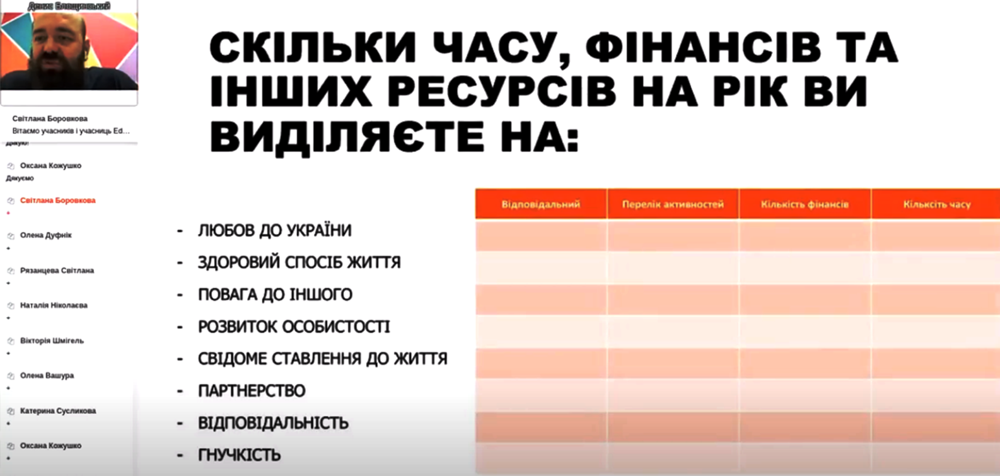 Денис Блощинський
Світлана Боровкова
Вітаємо учасників і учасниць Ed...
Дякую!
Оксана Кожушко
Дякуємо
Світлана Боровкова
+
Олена Дуфнік
+
Рязанцева Світлана
+
Наталія Ніколаєва
+
Вікторія Шмігель
+
Олена Вашура
+
Катерина Сусликова
+
Оксана Кожушко
+
СКІЛЬКИ ЧАСУ, ФІНАНСІВ ТА
ІНШИХ РЕСУРСІВ НА РІК ВИ
ВИДІЛЯЄТЕ НА:
Відповідальний Перелік активностей Кількість фінансів Кільксіть часу
- ЛЮБОВ ДО УКРАЇНИ
- ЗДОРОВИЙ СПОСІБ ЖИТТЯ
- ПОВАГА ДО ІНШОГО
- РОЗВИТОК ОСОБИСТОСТІ
- СВІДОМЕ СТАВЛЕННЯ ДО ЖИТТЯ
- ПАРТНЕРСТВО
- ВІДПОВІДАЛЬНІСТЬ
- ГНУЧКІСТЬ